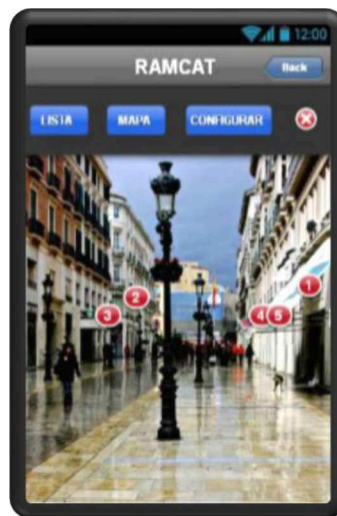 12:00
RAMCAT
Back
LISTA MAPA CONFIGURAR
1
2
3
4 5